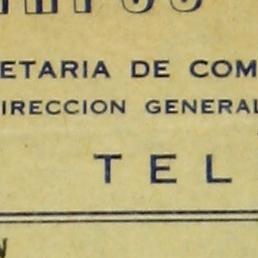 ETARIA DE COM
IRECCION GENERAL
TEL
N